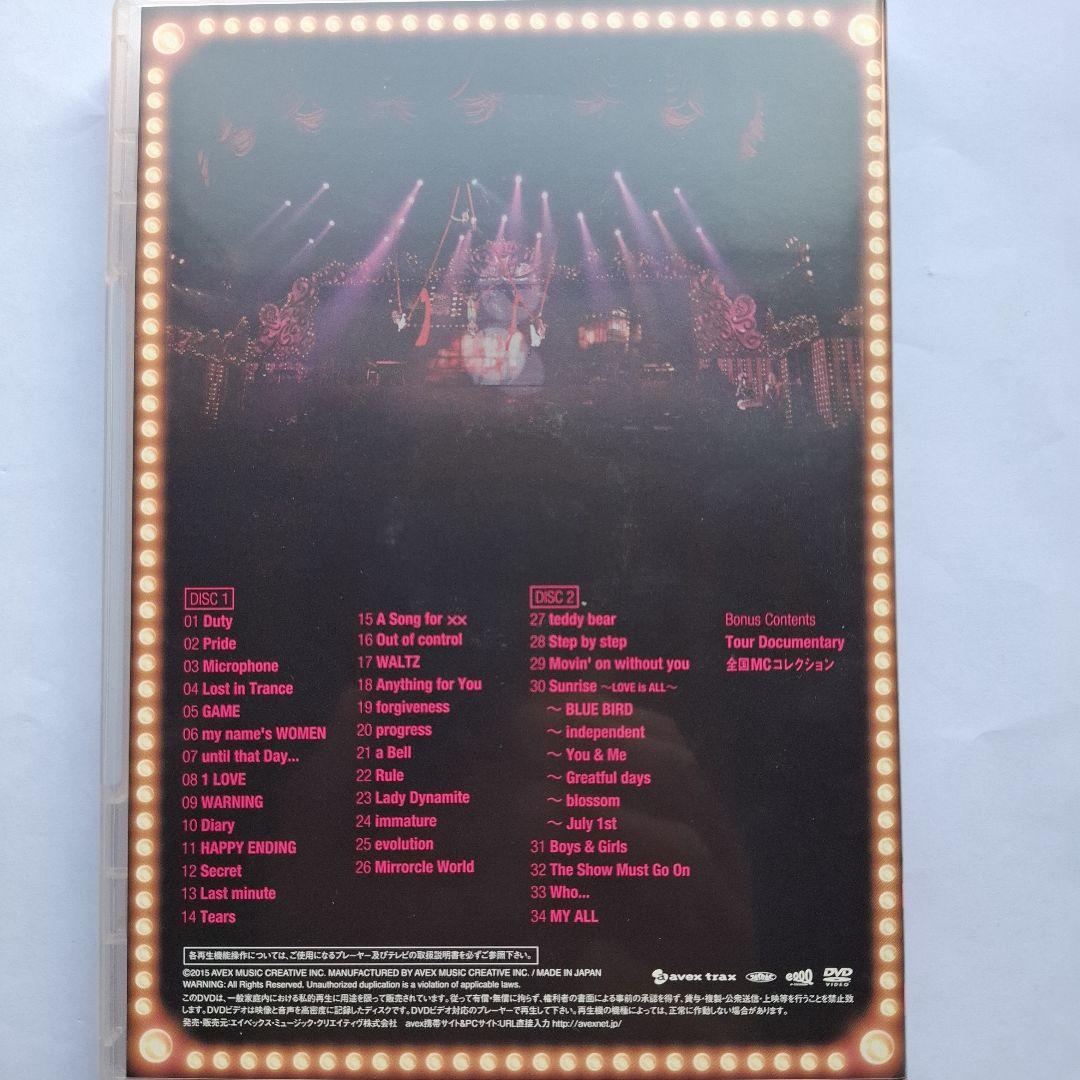 DISC 1
01 Duty
02 Pride
03 Microphone
04 Lost in Trance
05 GAME
06 my name's WOMEN
07 until that Day...
08 1 LOVE
09 WARNING
10 Diary
11 HAPPY ENDING
12 Secret
13 Last minute
14 Tears
15 A Song for ××
16 Out of control
17 WALTZ
18 Anything for You
19 forgiveness
20 progress
21 a Bell
22 Rule
23 Lady Dynamite
24 immature
25 evolution
26 Mirrorcle World
DISC 2
27 teddy bear
28 Step by step
29 Movin' on without you
30 Sunrise ～LOVE is ALL～
～ BLUE BIRD
～ independent
～ You & Me
～ Greatful days
～ blossom
～ July 1st
31 Boys & Girls
32 The Show Must Go On
33 Who...
34 MY ALL
Bonus Contents
Tour Documentary
全国MCコレクション
各再生機能操作については、ご使用になるプレーヤー及びテレビの取扱説明書を必ずご参照下さい。
©2015 AVEX MUSIC CREATIVE INC. MANUFACTURED BY AVEX MUSIC CREATIVE INC. / MADE IN JAPAN
WARNING: All Rights Reserved. Unauthorized duplication is a violation of applicable laws.
avex trax
DVD
VIDEO
このDVDは、一般家庭内における私的再生に用途を限って販売されています。従って有償・無償に拘らず、権利者の書面による事前の承認を得ず、貸与・複製・公衆送信・上映等を行うことを禁止致
します。DVDビデオは映像と音声を高密度に記録したディスクです。DVDビデオ対応のプレーヤーで再生して下さい。再生機の機種によっては、正常に作動しない場合があります。
発売・販売元:エイベックス・ミュージック・クリエイティヴ株式会社 avex携帯サイト&PCサイト:URL直接入力 http://avexnet.jp/